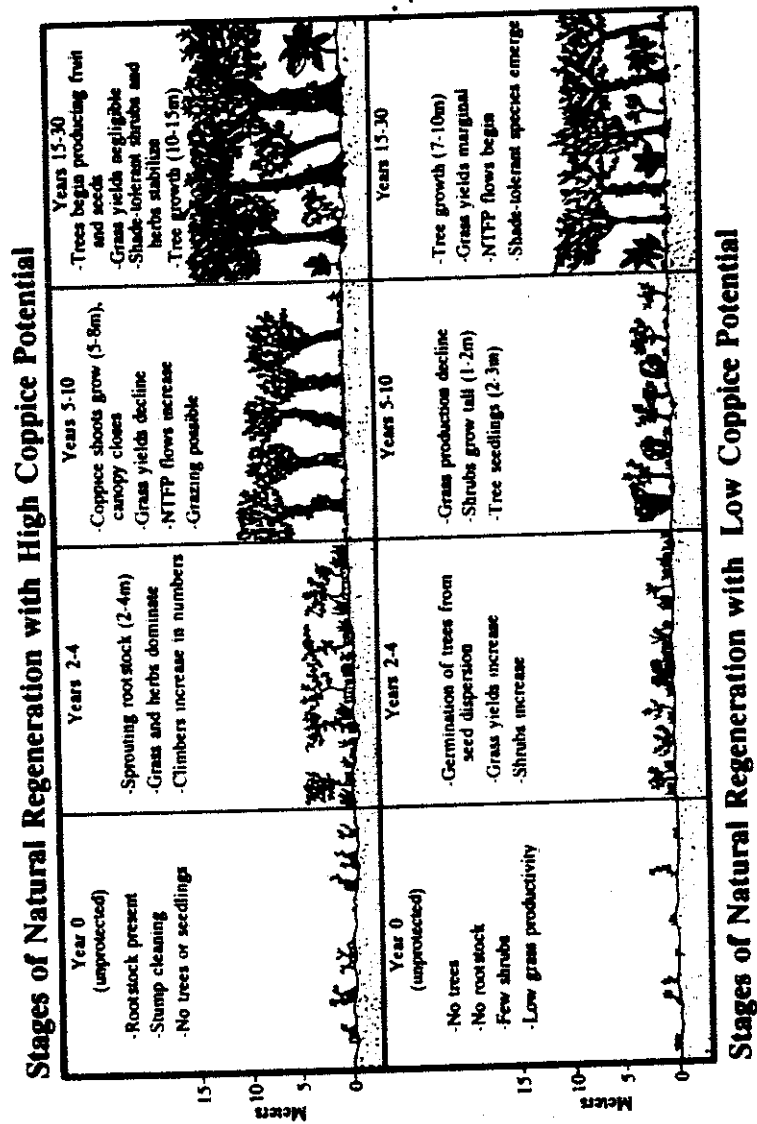 Stages of Natural Regeneration with High Coppice Potential
Year 0
(unprotected)
-Rootstock present
-Stump cleaning
-No trees or seedlings
Years 2-4
-Sprouting rootstock (2-4m)
-Grass and herbs dominate
-Climbers increase in numbers
Years 5-10
-Coppice shoots grow (5-8m),
canopy closes
-Grass yields decline
-NTFP flows increase
-Grazing possible
Years 15-30
-Trees begin producing fruit
and seeds
-Grass yields negligible
-Shade-tolerant shrubs and
herbs stabilize
-Tree growth (10-15m)
15
10
5
0
Meters
Year 0
(unprotected)
-No trees
-No rootstock
-Few shrubs
-Low grass productivity
Years 2-4
-Germination of trees from
seed dispersion
-Grass yields increase
-Shrubs increase
Years 5-10
-Grass production decline
-Shrubs grow tall (1-2m)
-Tree seedlings (2-3m)
Years 15-30
-Tree growth (7-10m)
-Grass yields marginal
-NTFP flows begin
-Shade-tolerant species emerge
15
10
5
0
Meters
Stages of Natural Regeneration with Low Coppice Potential